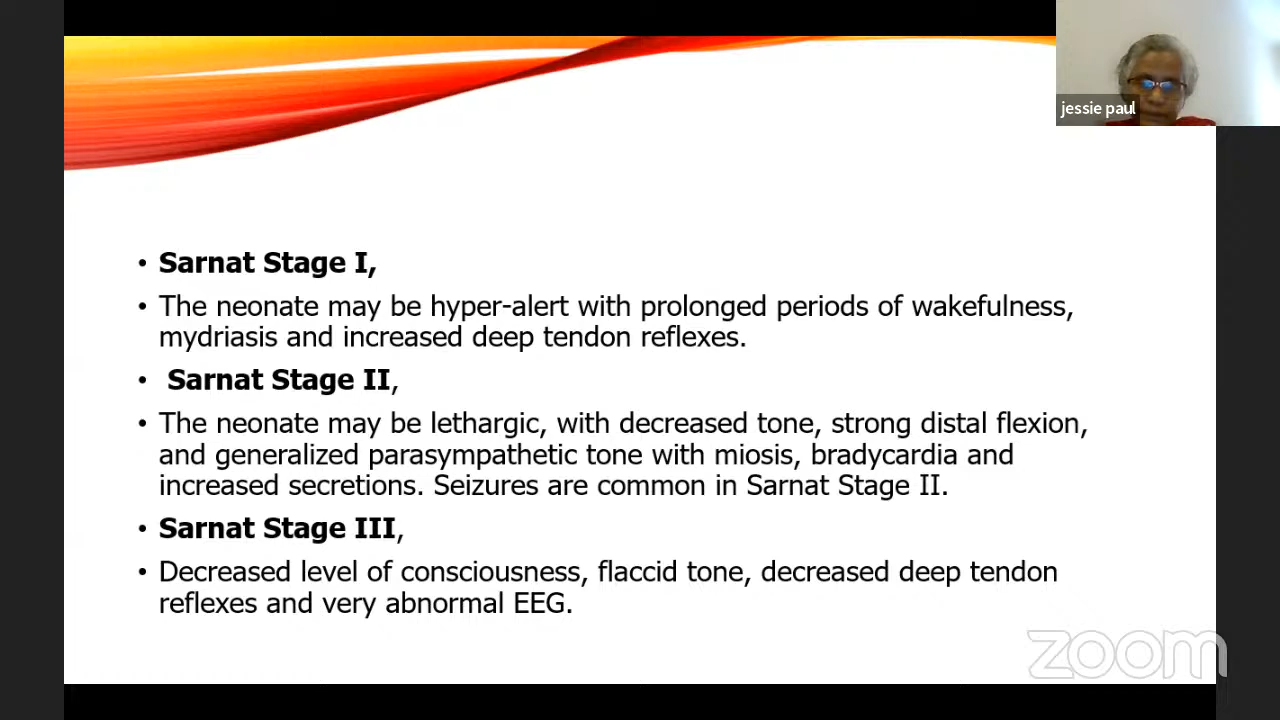 jessie paul
• Sarnat Stage I,
• The neonate may be hyper-alert with prolonged periods of wakefulness,
mydriasis and increased deep tendon reflexes.
• Sarnat Stage II,
• The neonate may be lethargic, with decreased tone, strong distal flexion,
and generalized parasympathetic tone with miosis, bradycardia and
increased secretions. Seizures are common in Sarnat Stage II.
• Sarnat Stage III,
• Decreased level of consciousness, flaccid tone, decreased deep tendon
reflexes and very abnormal EEG.
zoom